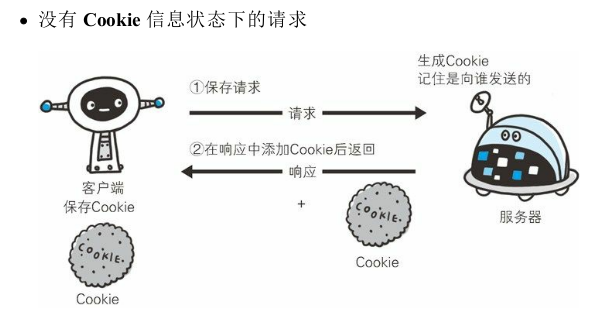 • 没有 Cookie 信息状态下的请求
生成Cookie
记住是向谁发送的
①保存请求
请求
②在响应中添加Cookie后返回
响应
+
客户端
保存Cookie
服务器
COOKIE.
COOKIE.
Cookie
Cookie